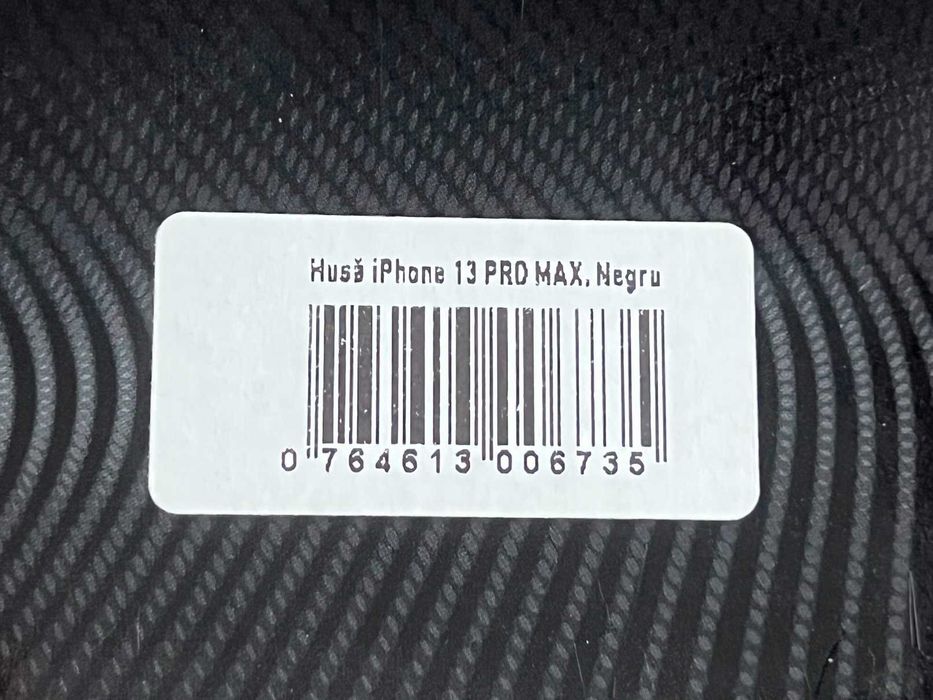 Husă iPhone 13 PRO MAX, Negru
0 764613 006735